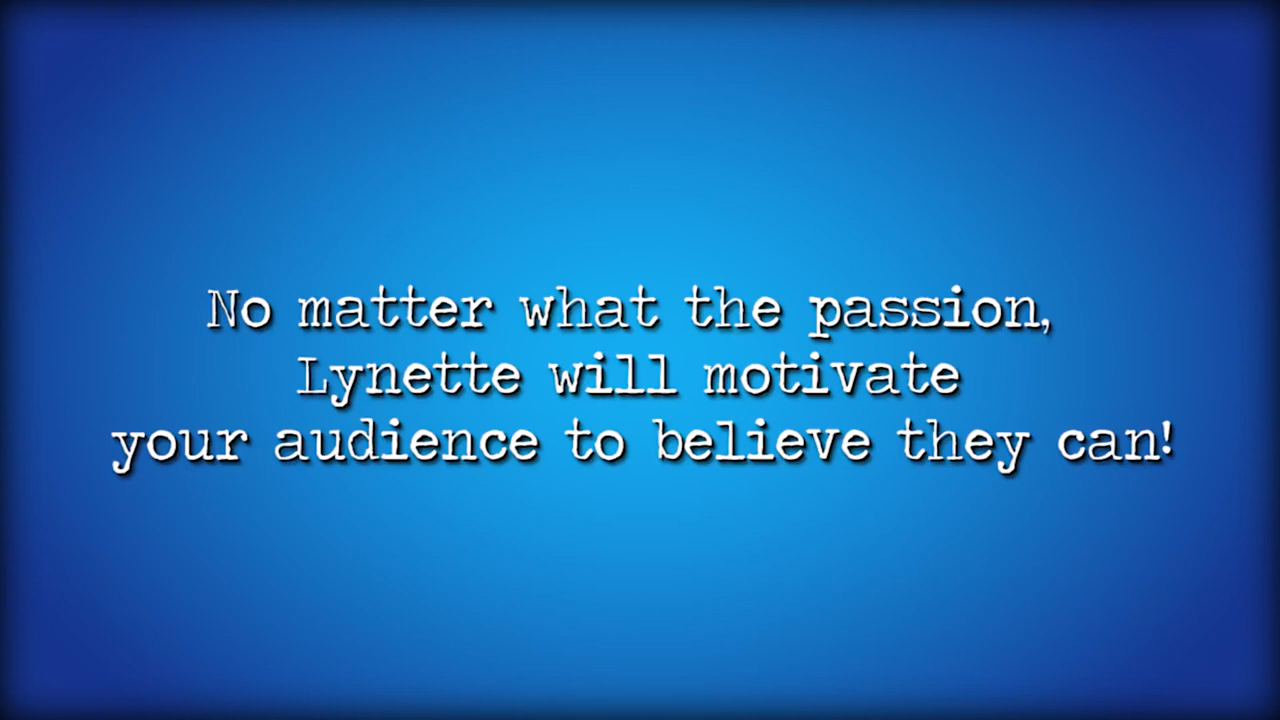 No matter what the passion,
Lynette will motivate
your audience to believe they can!